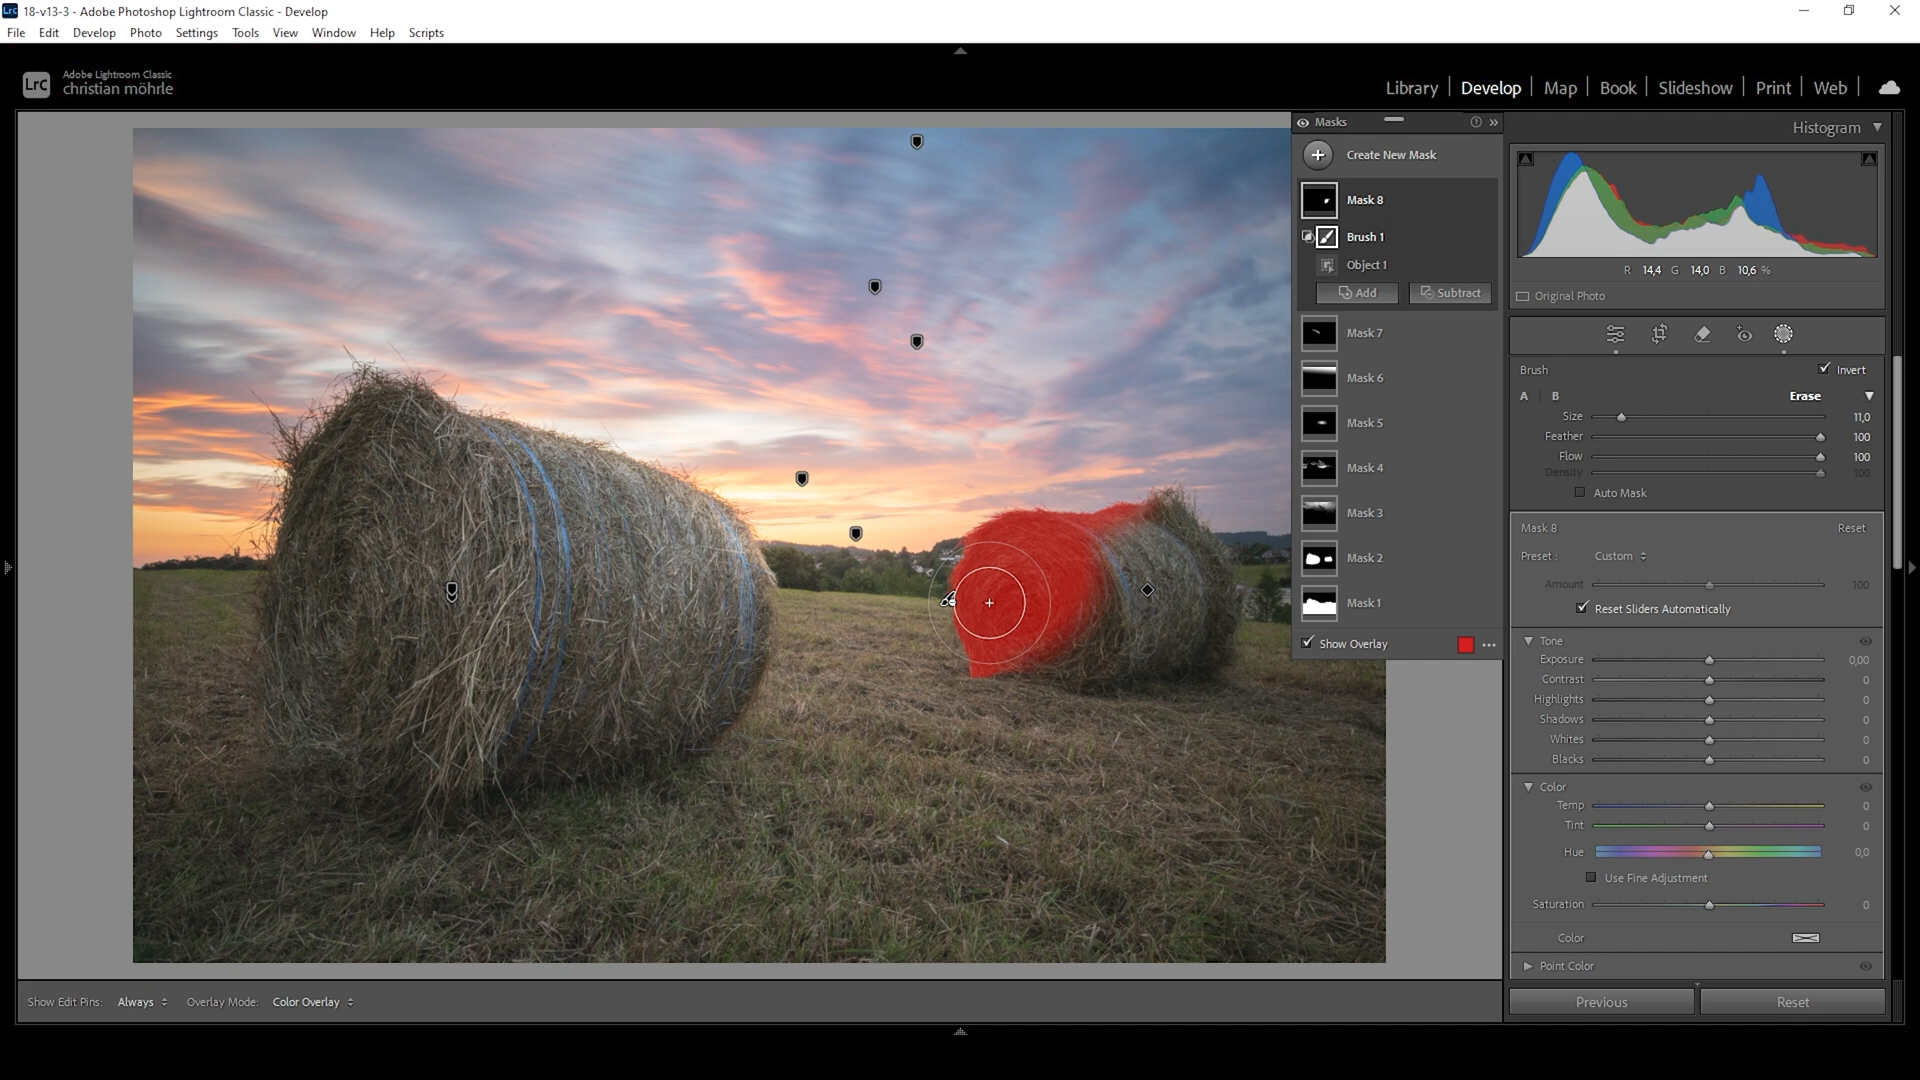 Lrc 18-v13-3 - Adobe Photoshop Lightroom Classic - Develop
File Edit Develop Photo Settings Tools View Window Help Scripts
LrC
Adobe Lightroom Classic
christian möhrle
Library Develop Map Book Slideshow Print Web
Masks
Create New Mask
Mask 8
Brush 1
Object 1
Add Subtract
Mask 7
Mask 6
Mask 5
Mask 4
Mask 3
Mask 2
Mask 1
Show Overlay
Histogram
R 14,4 G 14,0 B 10,6 %
Original Photo
Brush Invert
A B Erase
Size 11,0
Feather 100
Flow 100
Density 100
Auto Mask
Mask 8 Reset
Preset : Custom
Amount 100
Reset Sliders Automatically
Tone
Exposure 0,00
Contrast 0
Highlights 0
Shadows 0
Whites 0
Blacks 0
Color
Temp 0
Tint 0
Hue 0,0
Use Fine Adjustment
Saturation 0
Color
Point Color
Previous Reset
Show Edit Pins: Always Overlay Mode: Color Overlay